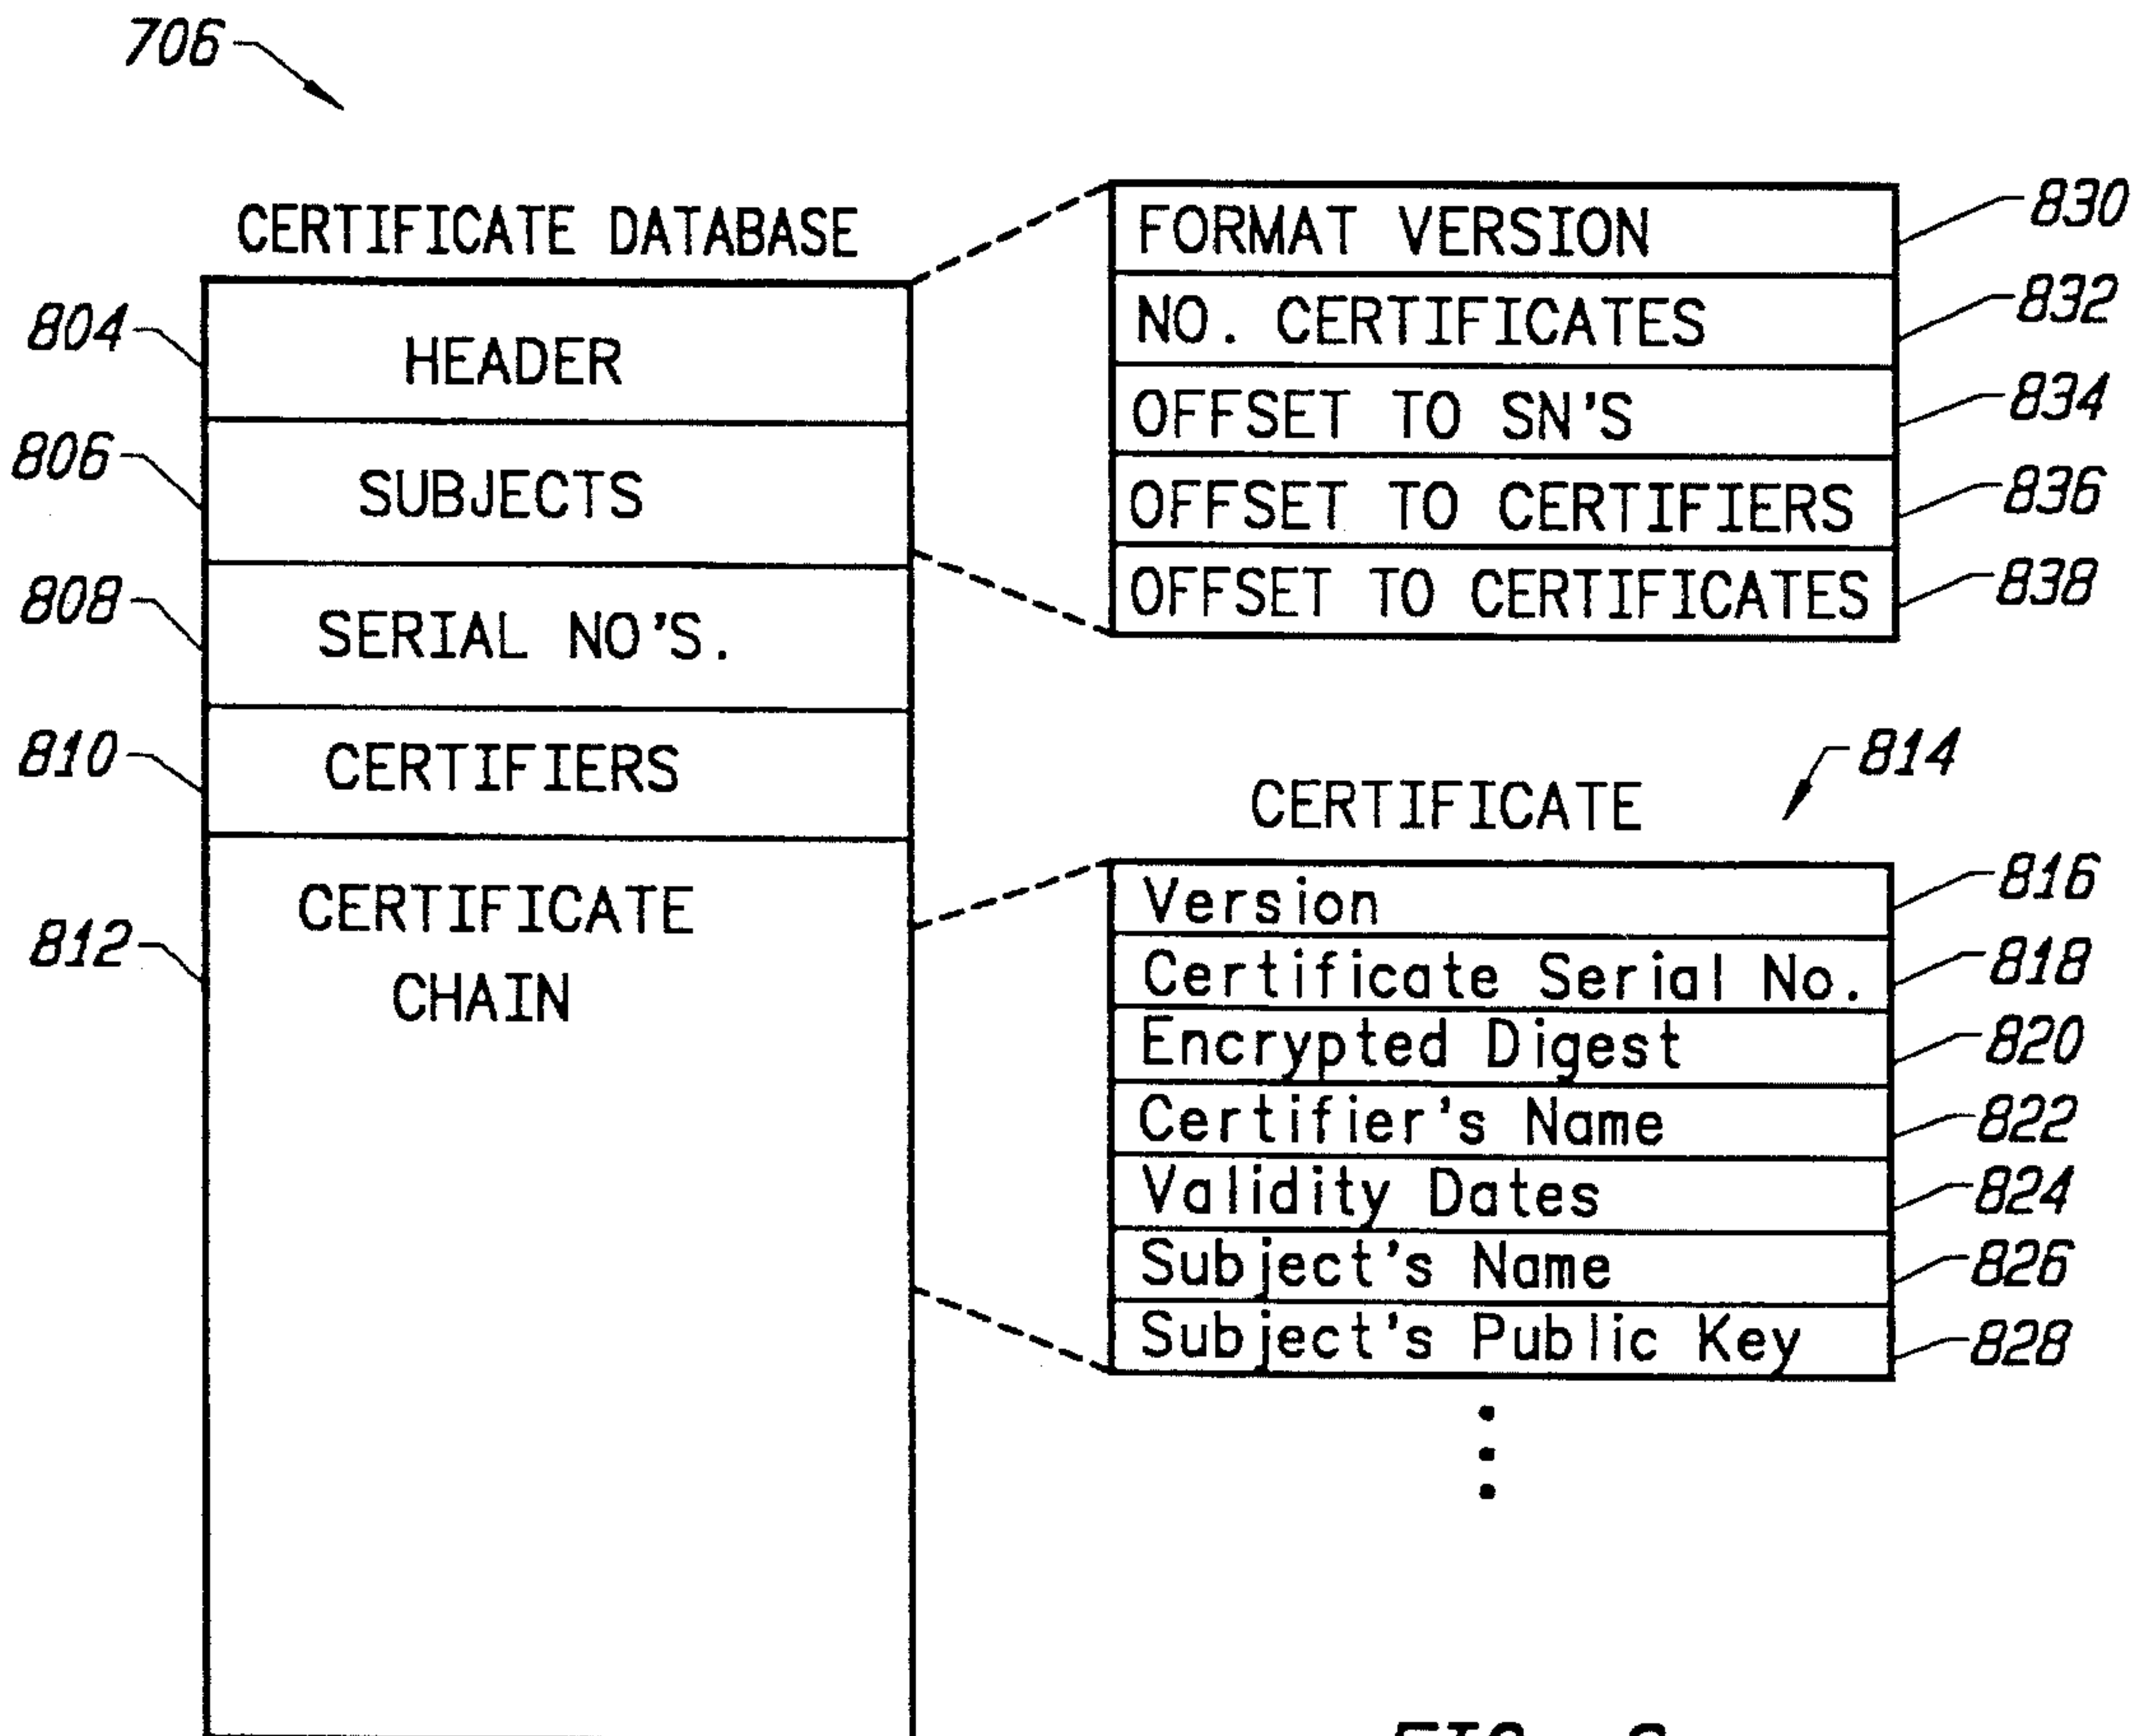 706
CERTIFICATE DATABASE
804
HEADER
806
SUBJECTS
808
SERIAL NO'S.
810
CERTIFIERS
812
CERTIFICATE
CHAIN
FORMAT VERSION
830
NO. CERTIFICATES
832
OFFSET TO SN'S
834
OFFSET TO CERTIFIERS
836
OFFSET TO CERTIFICATES
838
CERTIFICATE
814
Version
816
Certificate Serial No.
818
Encrypted Digest
820
Certifier's Name
822
Validity Dates
824
Subject's Name
826
Subject's Public Key
828